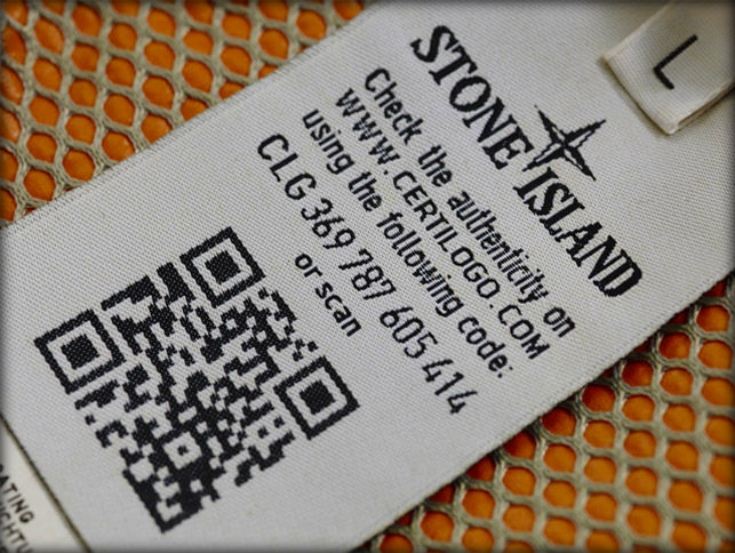 L
STONE ISLAND
Check the authenticity on
WWW.CERTILOGO.COM
using the following code:
CLG 369 787 605 414
or scan